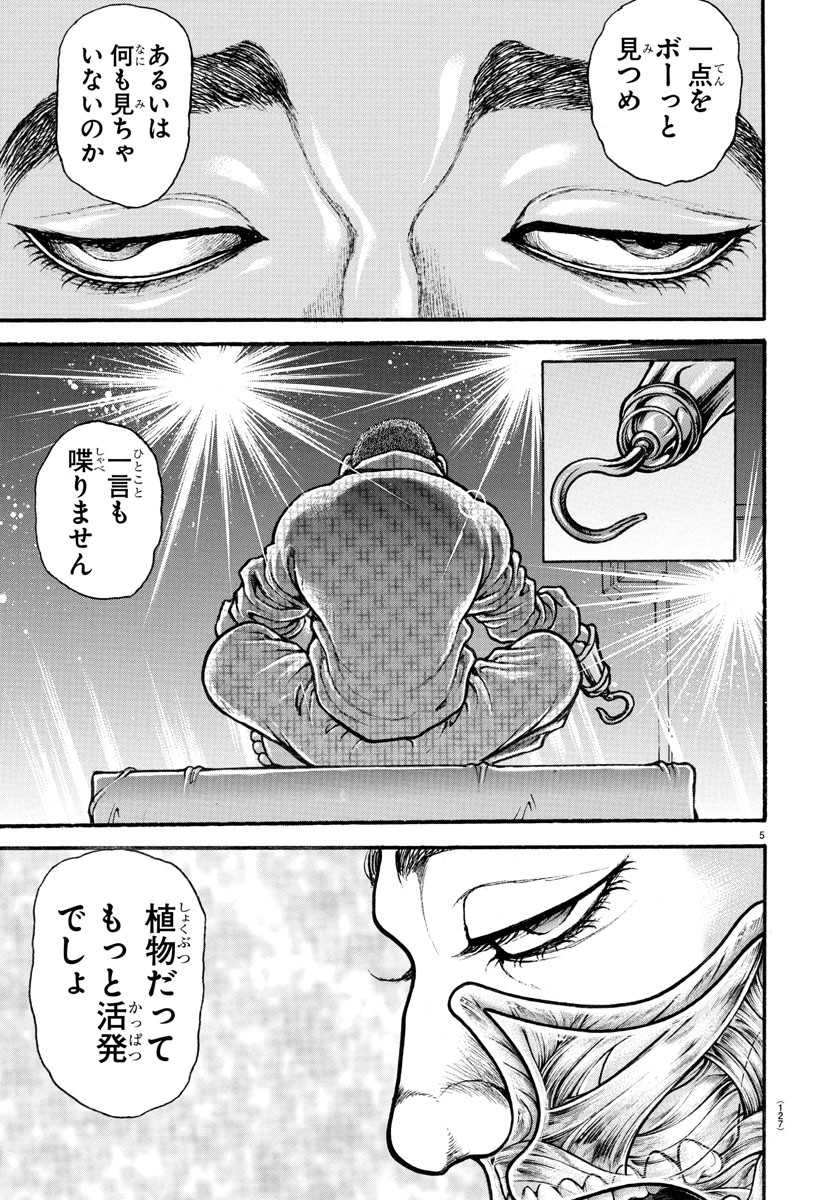 一点を
ボーっと
見つめ
あるいは
何も見ちゃ
いないのか
一言も
喋りません
植物だって
もっと活発
でしょ
5
(127)